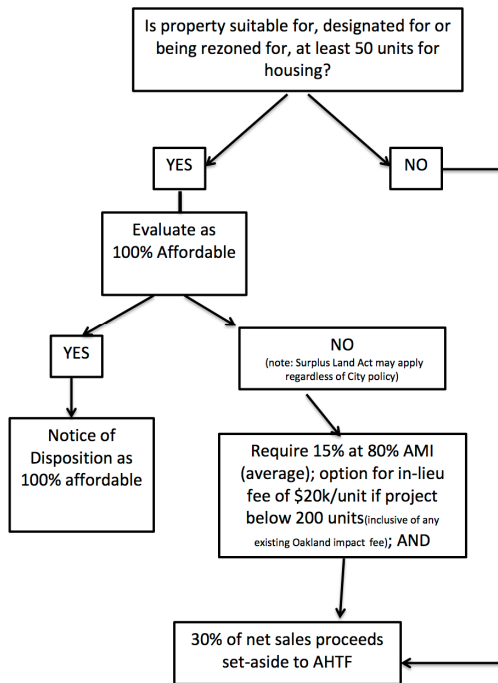 Is property suitable for, designated for or
being rezoned for, at least 50 units for
housing?
YES
NO
Evaluate as
100% Affordable
YES
NO
(note: Surplus Land Act may apply
regardless of City policy)
Notice of
Disposition as
100% affordable
Require 15% at 80% AMI
(average); option for in-lieu
fee of $20k/unit if project
below 200 units(inclusive of any
existing Oakland impact fee); AND
30% of net sales proceeds
set-aside to AHTF